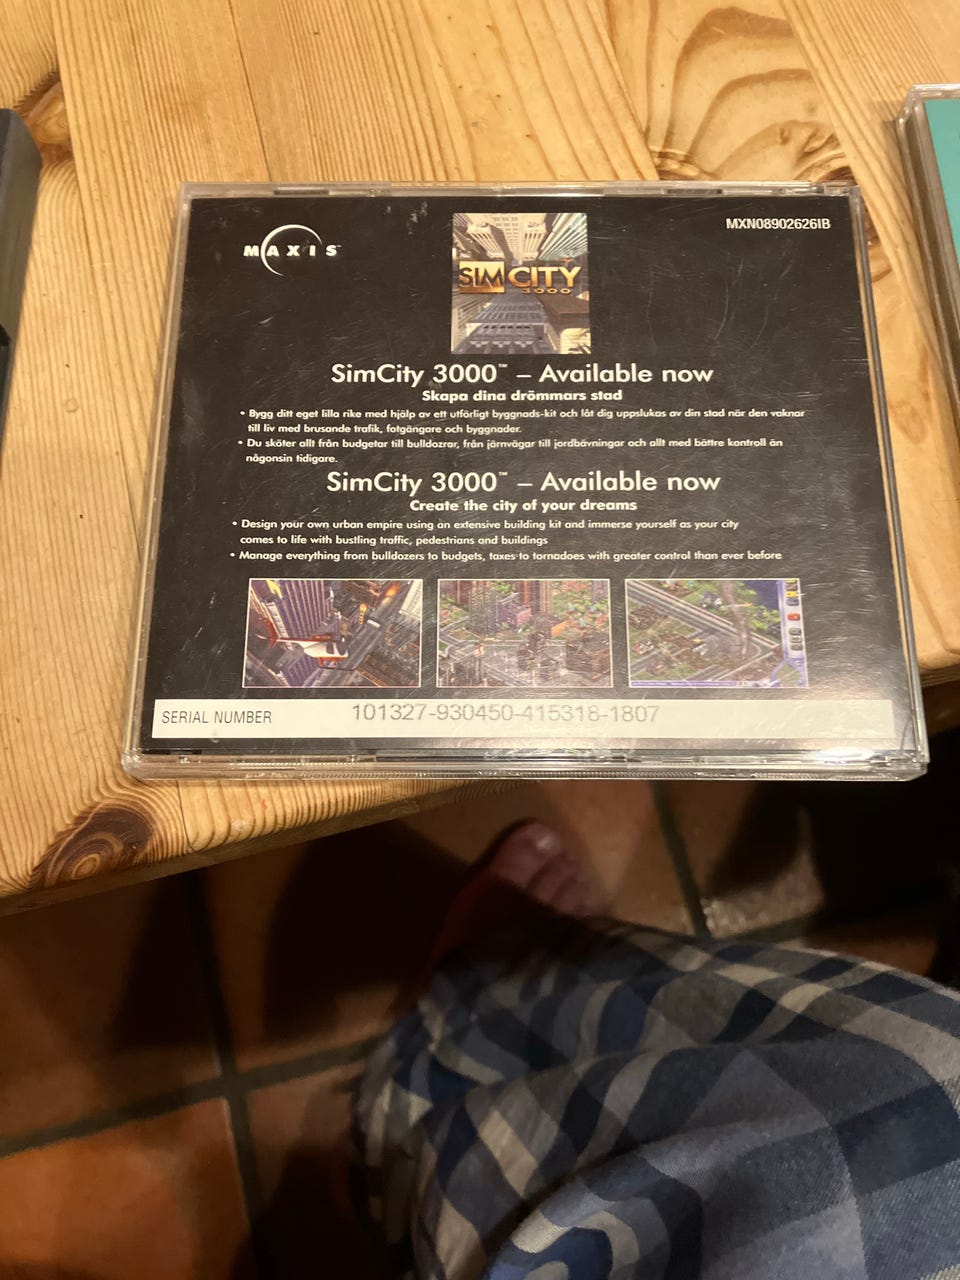 MAXIS™
MXN08902626IB
SIMCITY
3000
SimCity 3000™ – Available now
Skapa dina drömmars stad
• Bygg ditt eget lilla rike med hjälp av ett utförligt byggnads-kit och låt dig uppslukas av din stad när den vaknar
till liv med brusande trafik, fotgängare och byggnader.
• Du sköter allt från budgetar till bulldozrar, från järnvägar till jordbävningar och allt med bättre kontroll än
någonsin tidigare.
SimCity 3000™ – Available now
Create the city of your dreams
• Design your own urban empire using an extensive building kit and immerse yourself as your city
comes to life with bustling traffic, pedestrians and buildings
• Manage everything from bulldozers to budgets, taxes to tornadoes with greater control than ever before
SERIAL NUMBER 101327-930450-415318-1807